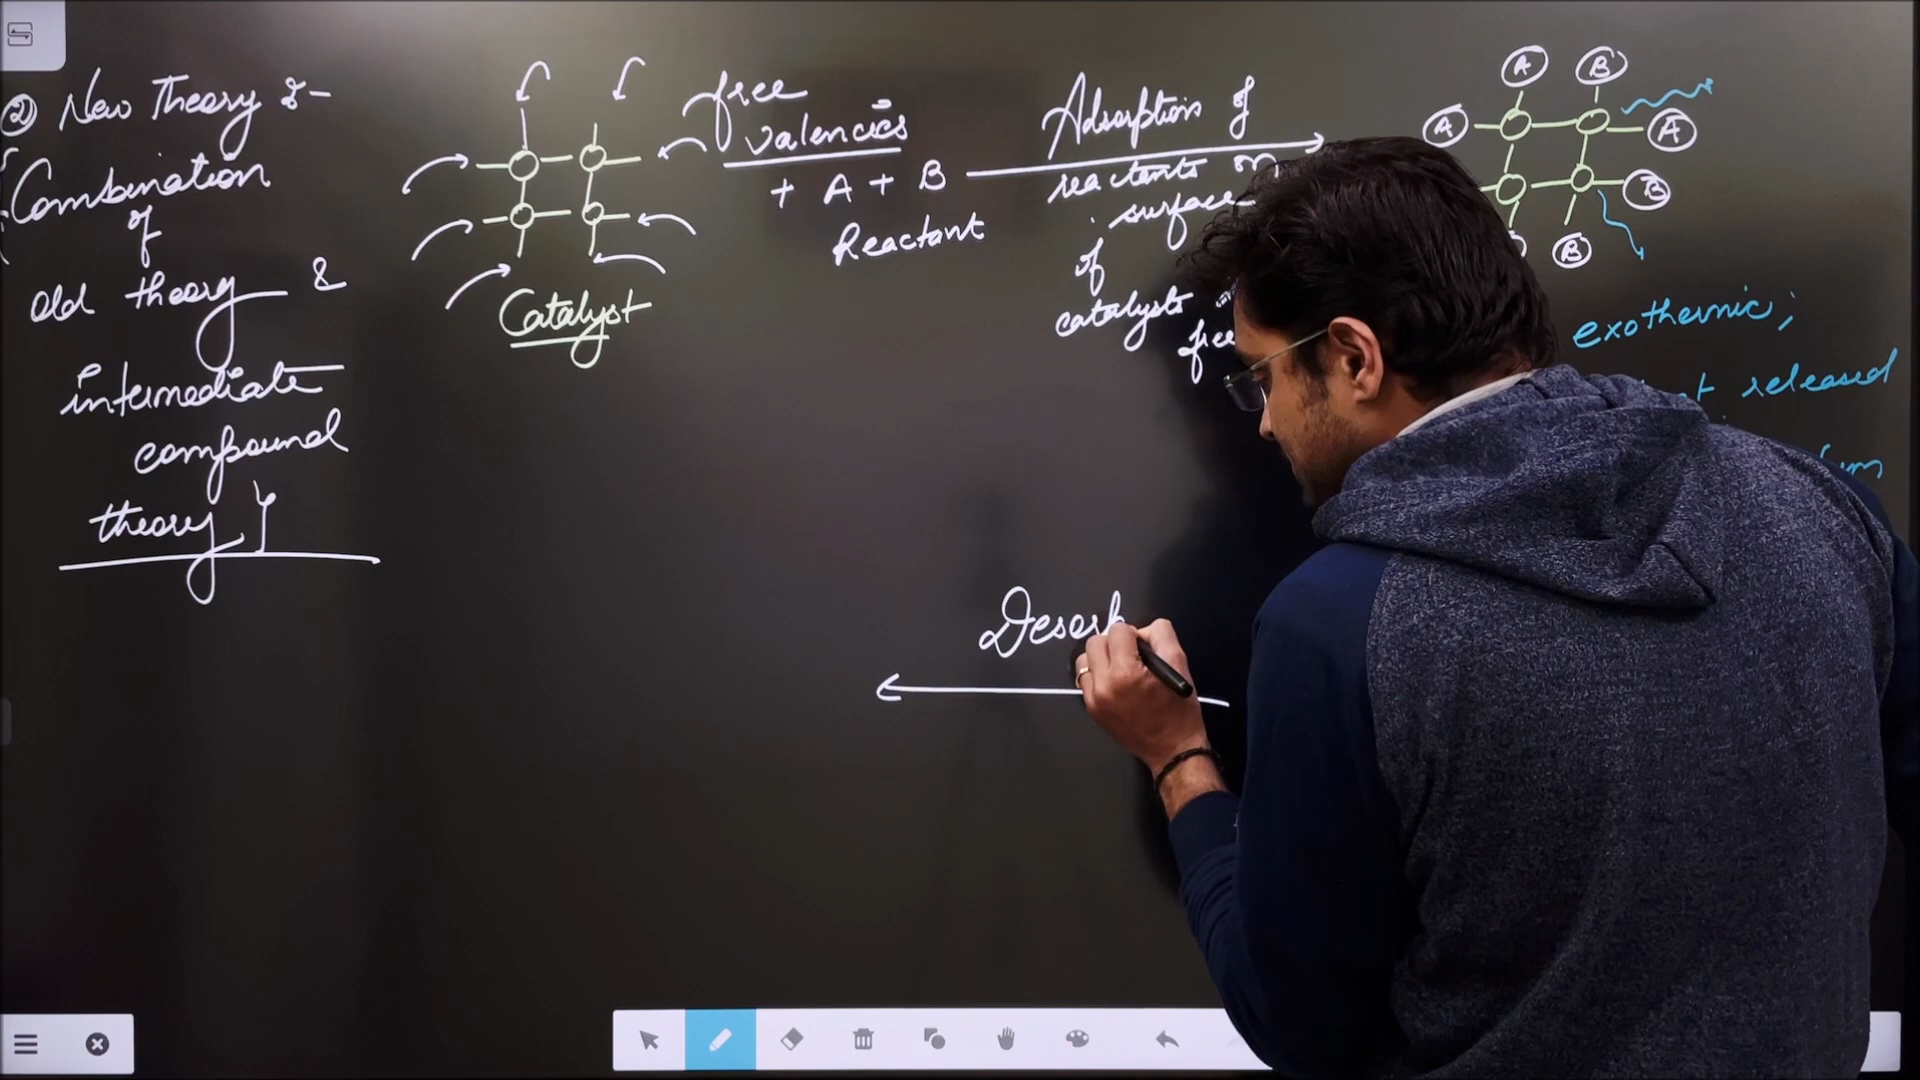 ② New Theory :-
Combination
of
old theory &
intermediate
compound
theory
Catalyst
free
valencies
+ A + B
Reactant
Adsorption of
reactants on
surface
of
catalysts
free
A B
A A
B
B
exothermic;
released
Desorp